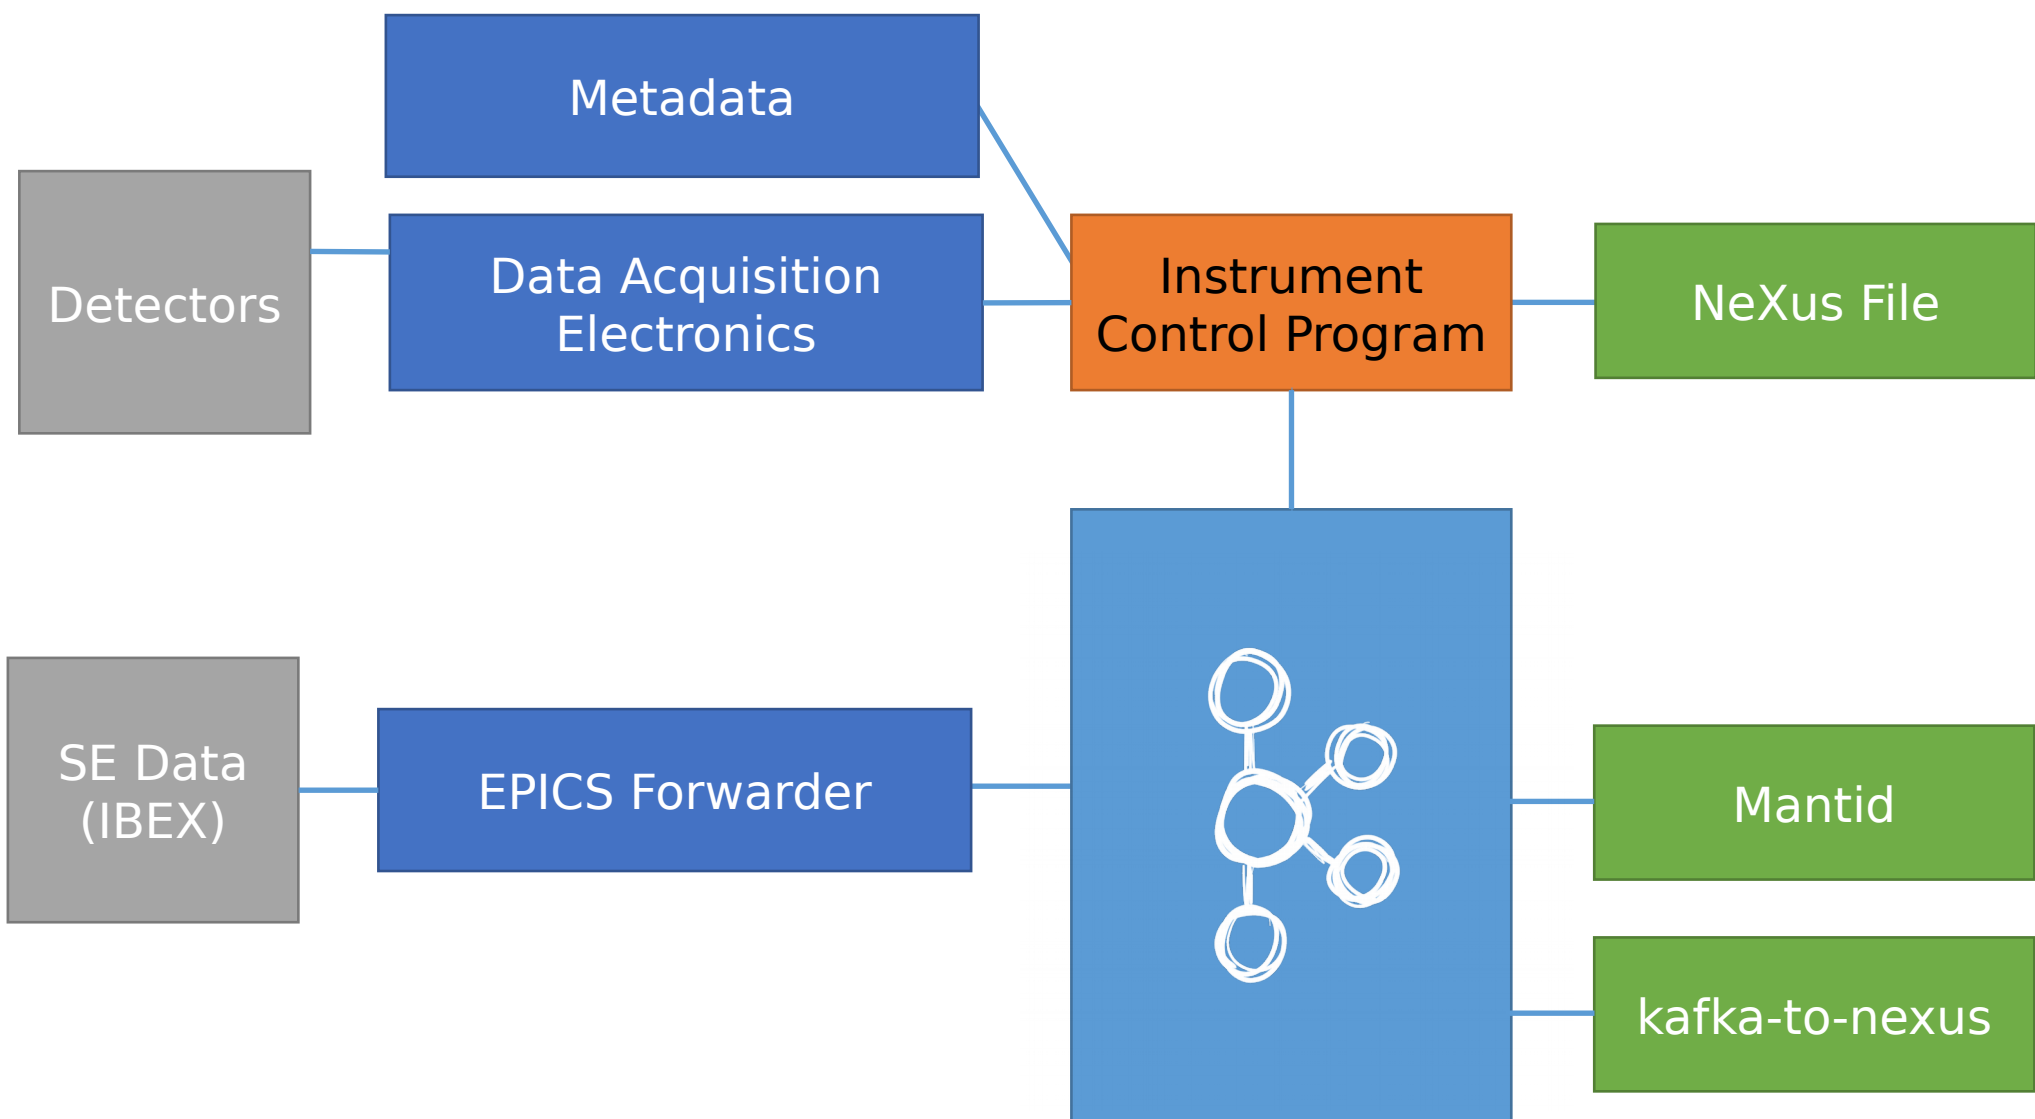 Metadata
Detectors
Data Acquisition
Electronics
Instrument
Control Program
NeXus File
SE Data
(IBEX)
EPICS Forwarder
Mantid
kafka-to-nexus